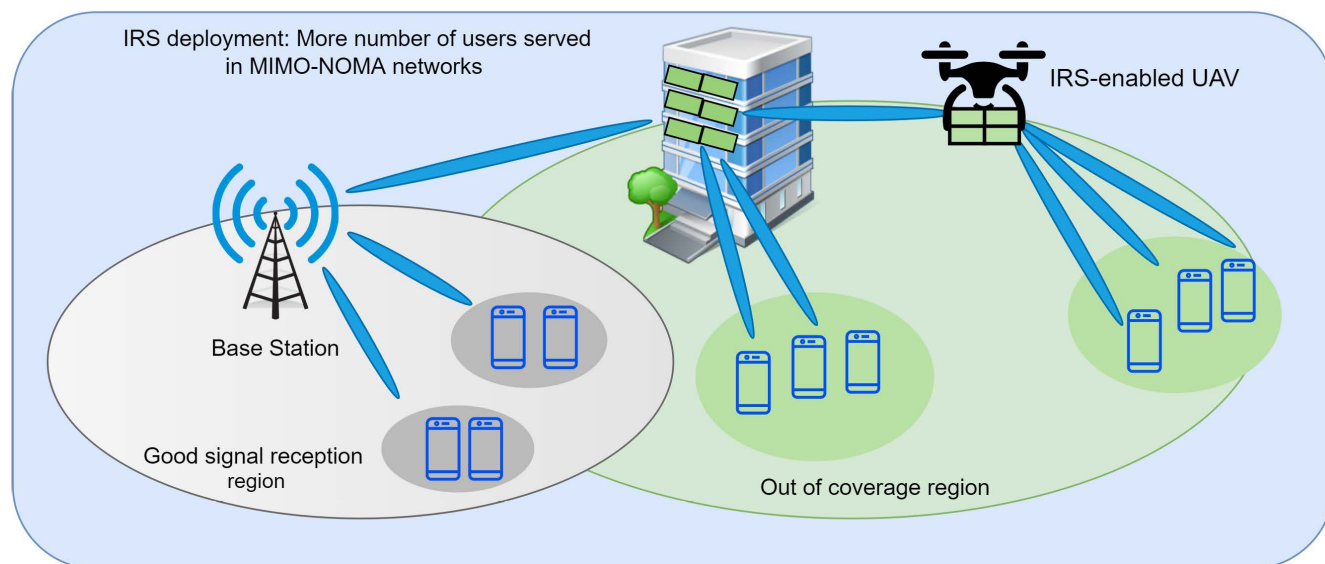 IRS deployment: More number of users served
in MIMO-NOMA networks
IRS-enabled UAV
Base Station
Good signal reception
region
Out of coverage region